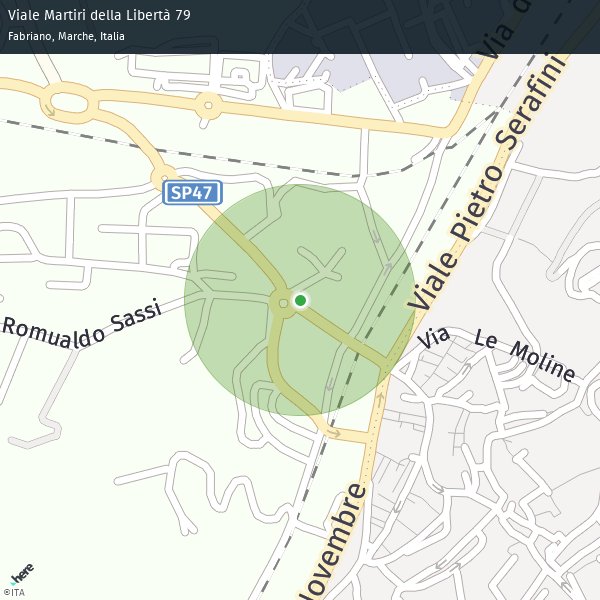 Viale Martiri della Libertà 79
Fabriano, Marche, Italia
Via d
Viale Pietro Serafini
SP47
Romualdo Sassi
Via Le Moline
Novembre
here
©ITA